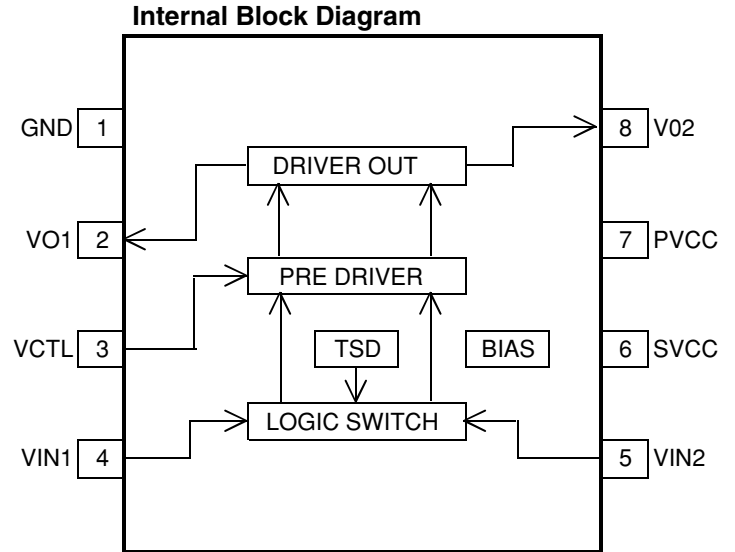 Internal Block Diagram
GND 1
8 V02
DRIVER OUT
VO1 2
7 PVCC
PRE DRIVER
VCTL 3
TSD
BIAS
6 SVCC
LOGIC SWITCH
VIN1 4
5 VIN2